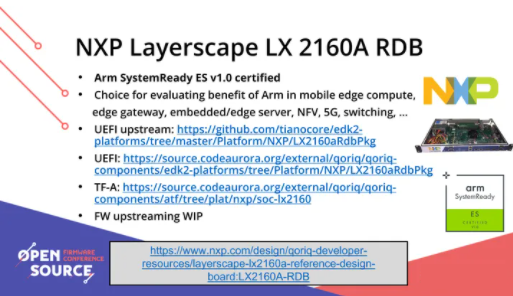 NXP Layerscape LX 2160A RDB
• Arm SystemReady ES v1.0 certified
• Choice for evaluating benefit of Arm in mobile edge compute,
edge gateway, embedded/edge server, NFV, 5G, switching, ...
• UEFI upstream: https://github.com/tianocore/edk2-
platforms/tree/master/Platform/NXP/LX2160aRdbPkg
• UEFI: https://source.codeaurora.org/external/qoriq/qoriq-
components/edk2-platforms/tree/Platform/NXP/LX2160aRdbPkg
• TF-A: https://source.codeaurora.org/external/qoriq/qoriq-
components/atf/tree/plat/nxp/soc-lx2160
• FW upstreaming WIP
NXP
arm
SystemReady
ES
CERTIFIED
OPEN FIRMWARE
CONFERENCE
SOURCE
https://www.nxp.com/design/qoriq-developer-
resources/layerscape-lx2160a-reference-design-
board:LX2160A-RDB